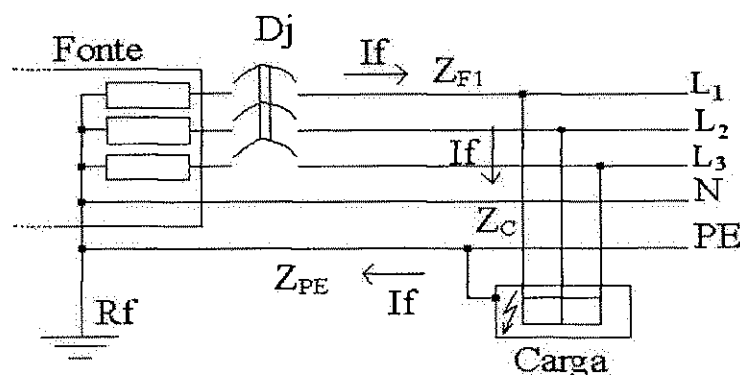 Dj
Fonte
If
Z_F1
L_1
L_2
If
L_3
N
Z_C
PE
Z_PE
If
Rf
Carga